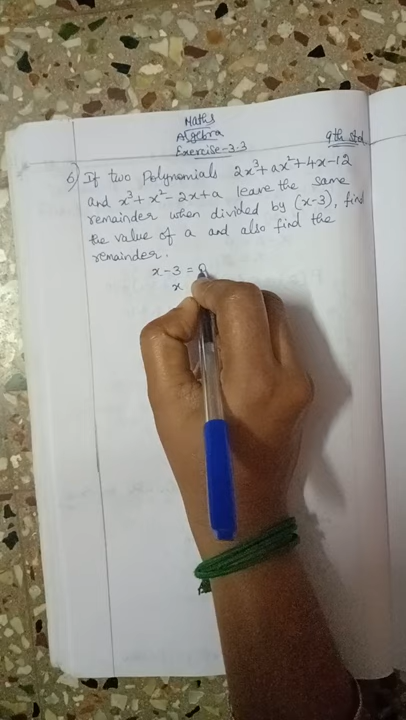 Maths
Algebra
Exercise-3.3
9th std
6) If two polynomials 2x³+ax²+4x-12
and x³+x²-2x+a leave the same
remainder when divided by (x-3), find
the value of a and also find the
remainder.
x-3=0
x